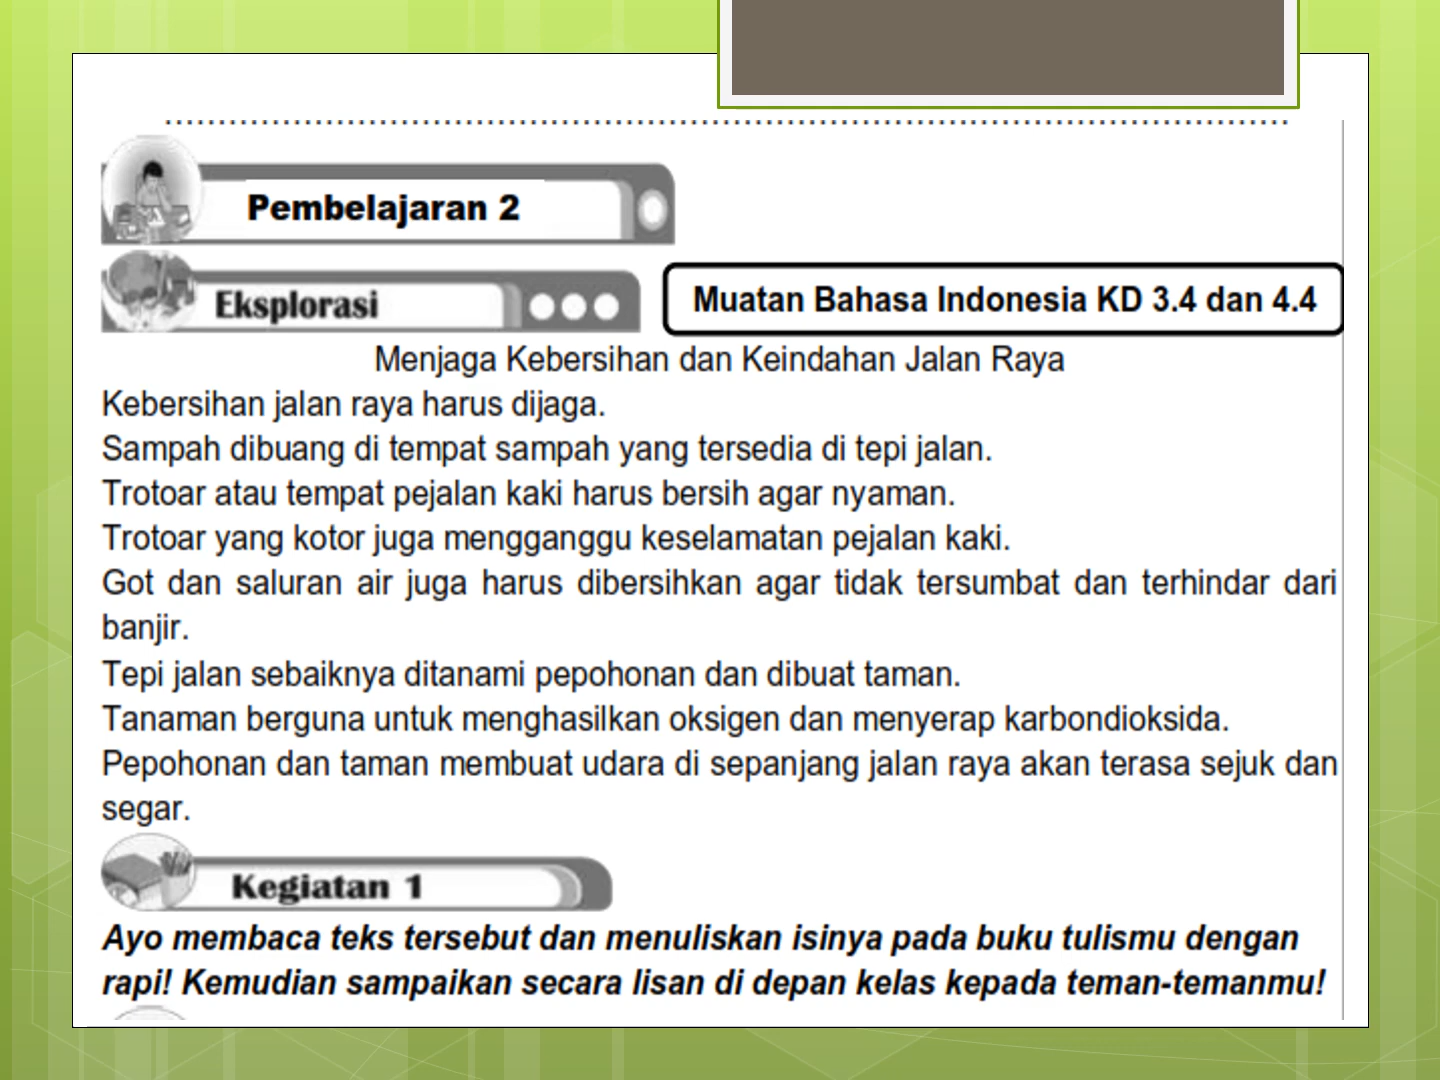 Pembelajaran 2
Eksplorasi
Muatan Bahasa Indonesia KD 3.4 dan 4.4
Menjaga Kebersihan dan Keindahan Jalan Raya
Kebersihan jalan raya harus dijaga.
Sampah dibuang di tempat sampah yang tersedia di tepi jalan.
Trotoar atau tempat pejalan kaki harus bersih agar nyaman.
Trotoar yang kotor juga mengganggu keselamatan pejalan kaki.
Got dan saluran air juga harus dibersihkan agar tidak tersumbat dan terhindar dari
banjir.
Tepi jalan sebaiknya ditanami pepohonan dan dibuat taman.
Tanaman berguna untuk menghasilkan oksigen dan menyerap karbondioksida.
Pepohonan dan taman membuat udara di sepanjang jalan raya akan terasa sejuk dan
segar.
Kegiatan 1
Ayo membaca teks tersebut dan menuliskan isinya pada buku tulismu dengan
rapi! Kemudian sampaikan secara lisan di depan kelas kepada teman-temanmu!